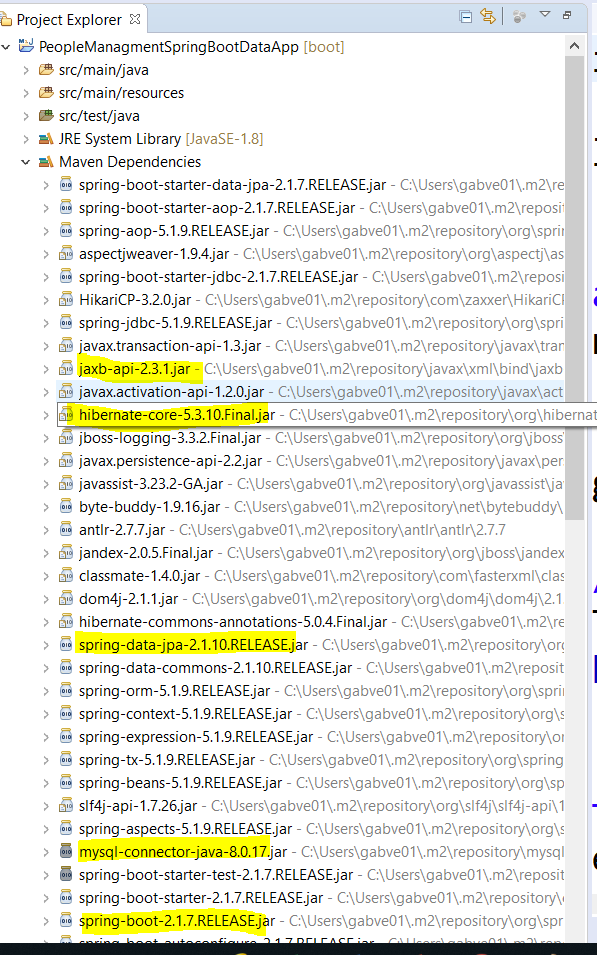 Project Explorer
PeopleManagmentSpringBootDataApp [boot]
src/main/java
src/main/resources
src/test/java
JRE System Library [JavaSE-1.8]
Maven Dependencies
spring-boot-starter-data-jpa-2.1.7.RELEASE.jar - C:\Users\gabve01\.m2\re
spring-boot-starter-aop-2.1.7.RELEASE.jar - C:\Users\gabve01\.m2\reposit
spring-aop-5.1.9.RELEASE.jar - C:\Users\gabve01\.m2\repository\org\sprin
aspectjweaver-1.9.4.jar - C:\Users\gabve01\.m2\repository\org\aspectj\as
spring-boot-starter-jdbc-2.1.7.RELEASE.jar - C:\Users\gabve01\.m2\reposi
HikariCP-3.2.0.jar - C:\Users\gabve01\.m2\repository\com\zaxxer\HikariCP
spring-jdbc-5.1.9.RELEASE.jar - C:\Users\gabve01\.m2\repository\org\spri
javax.transaction-api-1.3.jar - C:\Users\gabve01\.m2\repository\javax\tran
jaxb-api-2.3.1.jar - C:\Users\gabve01\.m2\repository\javax\xml\bind\jaxb
javax.activation-api-1.2.0.jar - C:\Users\gabve01\.m2\repository\javax\act
hibernate-core-5.3.10.Final.jar - C:\Users\gabve01\.m2\repository\org\hibernat
jboss-logging-3.3.2.Final.jar - C:\Users\gabve01\.m2\repository\org\jboss\
javax.persistence-api-2.2.jar - C:\Users\gabve01\.m2\repository\javax\per
javassist-3.23.2-GA.jar - C:\Users\gabve01\.m2\repository\org\javassist\jav
byte-buddy-1.9.16.jar - C:\Users\gabve01\.m2\repository\net\bytebuddy\
antlr-2.7.7.jar - C:\Users\gabve01\.m2\repository\antlr\antlr\2.7.7
jandex-2.0.5.Final.jar - C:\Users\gabve01\.m2\repository\org\jboss\jandex
classmate-1.4.0.jar - C:\Users\gabve01\.m2\repository\com\fasterxml\clas
dom4j-2.1.1.jar - C:\Users\gabve01\.m2\repository\org\dom4j\dom4j\2.1
hibernate-commons-annotations-5.0.4.Final.jar - C:\Users\gabve01\.m2\re
spring-data-jpa-2.1.10.RELEASE.jar - C:\Users\gabve01\.m2\repository\org
spring-data-commons-2.1.10.RELEASE.jar - C:\Users\gabve01\.m2\reposito
spring-orm-5.1.9.RELEASE.jar - C:\Users\gabve01\.m2\repository\org\sprin
spring-context-5.1.9.RELEASE.jar - C:\Users\gabve01\.m2\repository\org\s
spring-expression-5.1.9.RELEASE.jar - C:\Users\gabve01\.m2\repository\or
spring-tx-5.1.9.RELEASE.jar - C:\Users\gabve01\.m2\repository\org\spring
spring-beans-5.1.9.RELEASE.jar - C:\Users\gabve01\.m2\repository\org\sp
slf4j-api-1.7.26.jar - C:\Users\gabve01\.m2\repository\org\slf4j\slf4j-api\1
spring-aspects-5.1.9.RELEASE.jar - C:\Users\gabve01\.m2\repository\org\s
mysql-connector-java-8.0.17.jar - C:\Users\gabve01\.m2\repository\mysql
spring-boot-starter-test-2.1.7.RELEASE.jar - C:\Users\gabve01\.m2\reposit
spring-boot-starter-2.1.7.RELEASE.jar - C:\Users\gabve01\.m2\repository\
spring-boot-2.1.7.RELEASE.jar - C:\Users\gabve01\.m2\repository\org\spr